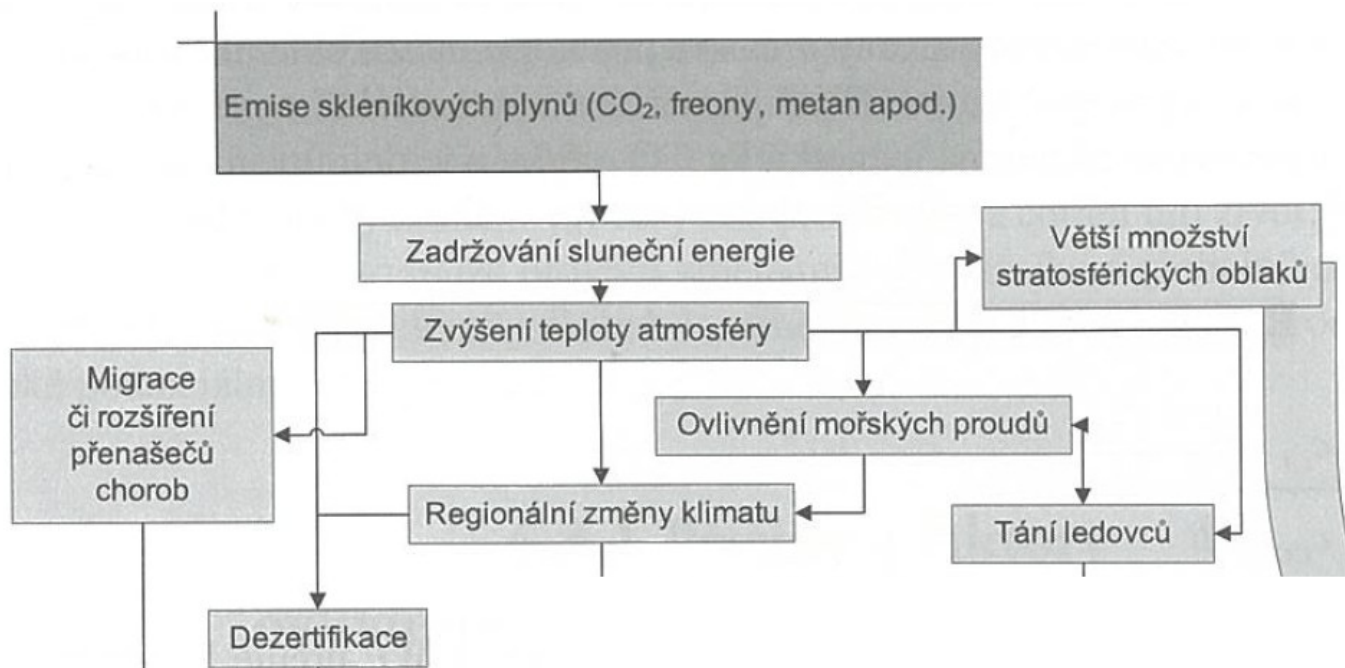 Emise skleníkových plynů (CO₂, freony, metan apod.)
Zadržování sluneční energie
Větší množství
stratosférických oblaků
Zvýšení teploty atmosféry
Migrace
či rozšíření
přenašečů
chorob
Ovlivnění mořských proudů
Regionální změny klimatu
Tání ledovců
Dezertifikace